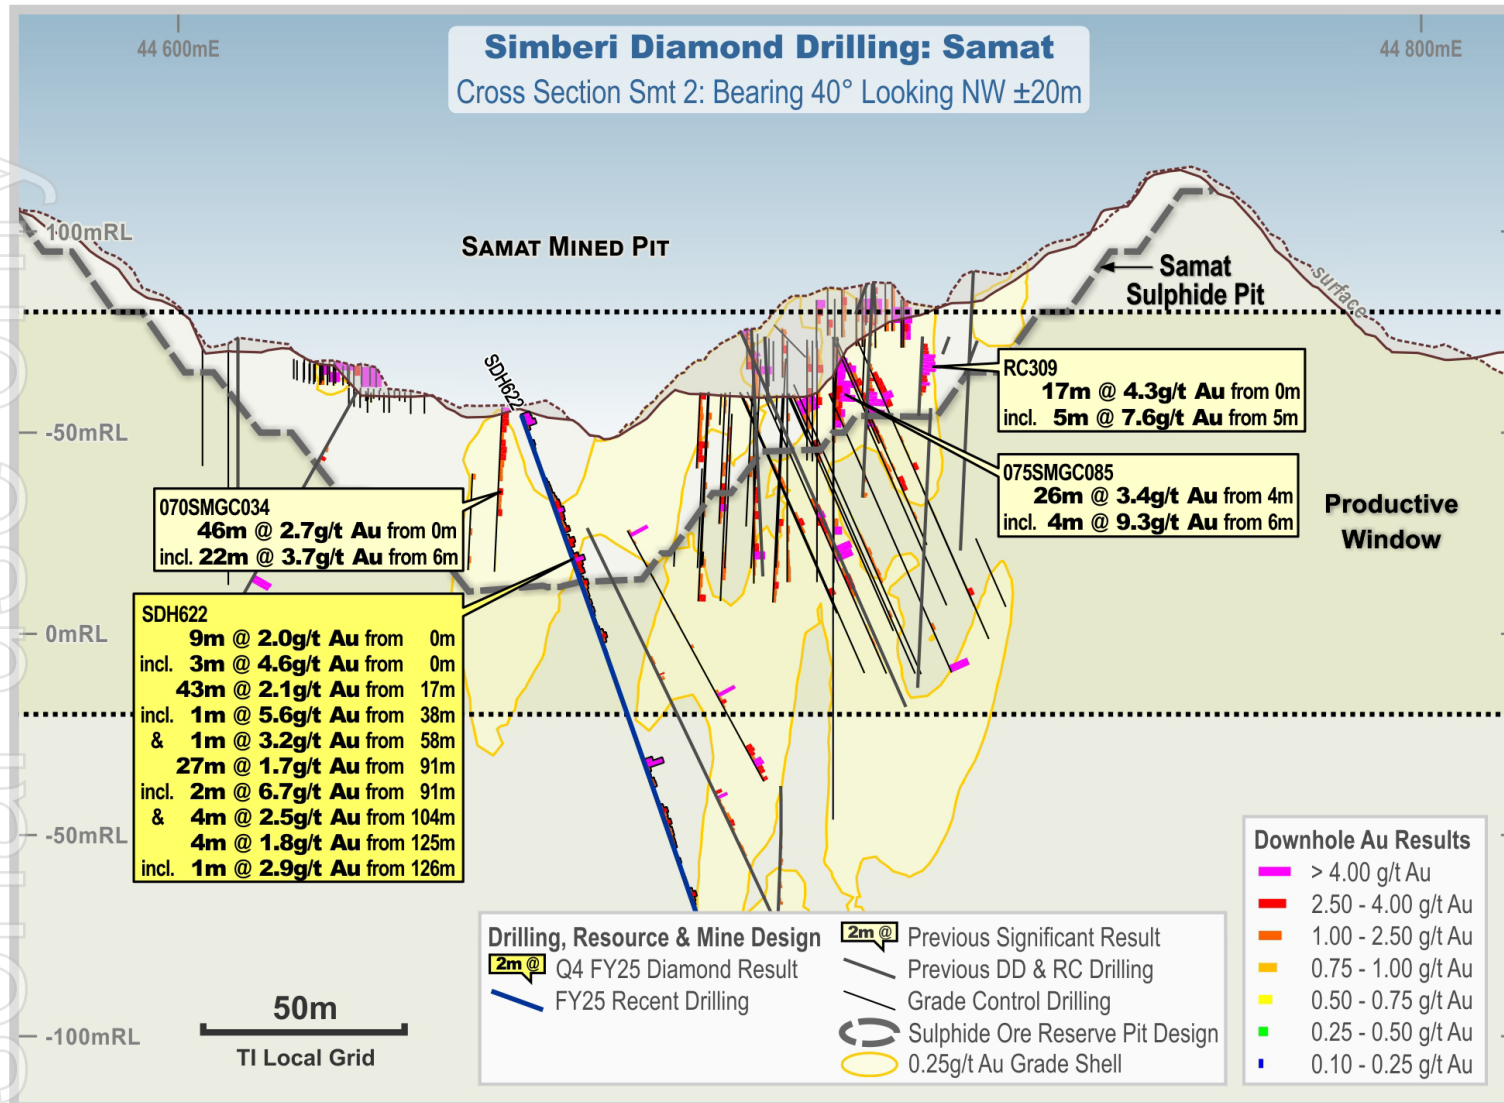 44 600mE
44 800mE
Simberi Diamond Drilling: Samat
Cross Section Smt 2: Bearing 40° Looking NW ±20m
100mRL
SAMAT MINED PIT
Samat
Sulphide Pit
surface
SDH622
RC309
17m @ 4.3g/t Au from 0m
incl. 5m @ 7.6g/t Au from 5m
-50mRL
075SMGC085
26m @ 3.4g/t Au from 4m
incl. 4m @ 9.3g/t Au from 6m
070SMGC034
46m @ 2.7g/t Au from 0m
incl. 22m @ 3.7g/t Au from 6m
Productive
Window
SDH622
9m @ 2.0g/t Au from 0m
incl. 3m @ 4.6g/t Au from 0m
43m @ 2.1g/t Au from 17m
incl. 1m @ 5.6g/t Au from 38m
& 1m @ 3.2g/t Au from 58m
27m @ 1.7g/t Au from 91m
incl. 2m @ 6.7g/t Au from 91m
& 4m @ 2.5g/t Au from 104m
4m @ 1.8g/t Au from 125m
incl. 1m @ 2.9g/t Au from 126m
0mRL
-50mRL
-100mRL
50m
TI Local Grid
Drilling, Resource & Mine Design
2m @ Q4 FY25 Diamond Result
FY25 Recent Drilling
2m @ Previous Significant Result
Previous DD & RC Drilling
Grade Control Drilling
Sulphide Ore Reserve Pit Design
0.25g/t Au Grade Shell
Downhole Au Results
> 4.00 g/t Au
2.50 - 4.00 g/t Au
1.00 - 2.50 g/t Au
0.75 - 1.00 g/t Au
0.50 - 0.75 g/t Au
0.25 - 0.50 g/t Au
0.10 - 0.25 g/t Au